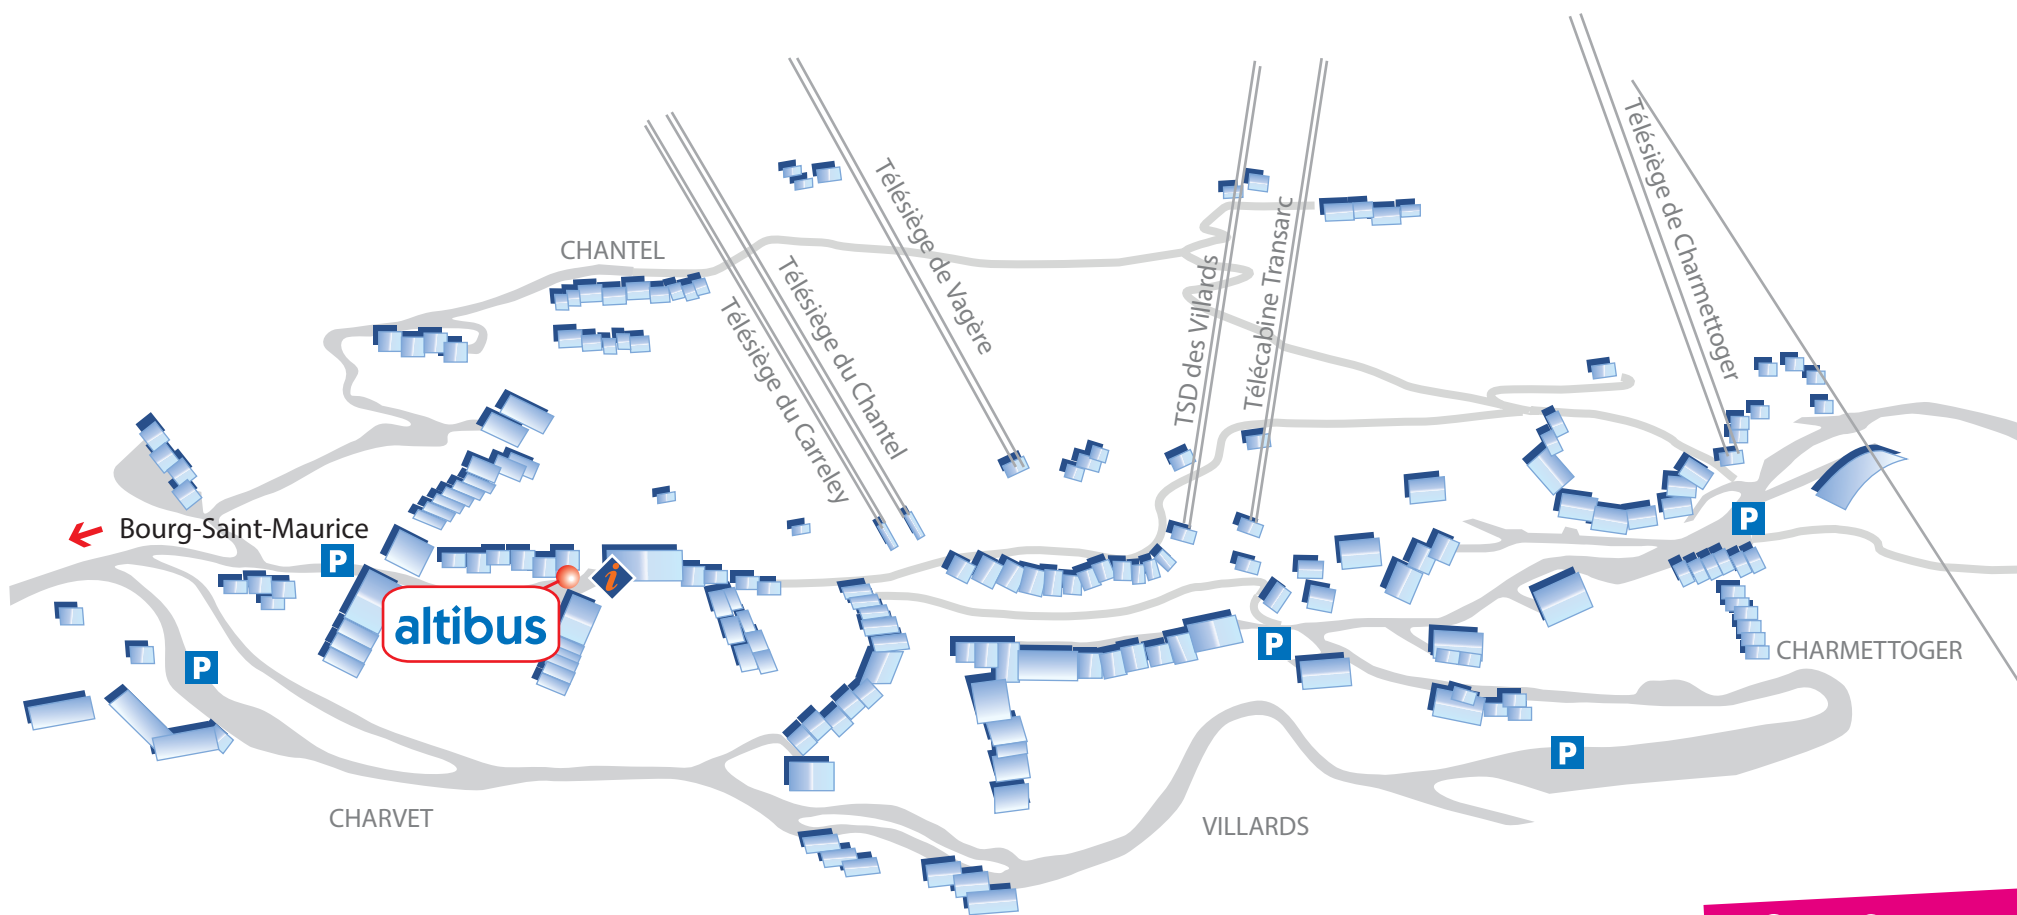 Télésiège de Charmettoger
Télésiège de Vagère
Télécabine Transarc
CHANTEL
TSD des Villards
Télésiège du Chantel
Télésiège du Carreley
Bourg-Saint-Maurice
P
P
i
altibus
P
P
CHARMETTOGER
P
CHARVET
VILLARDS